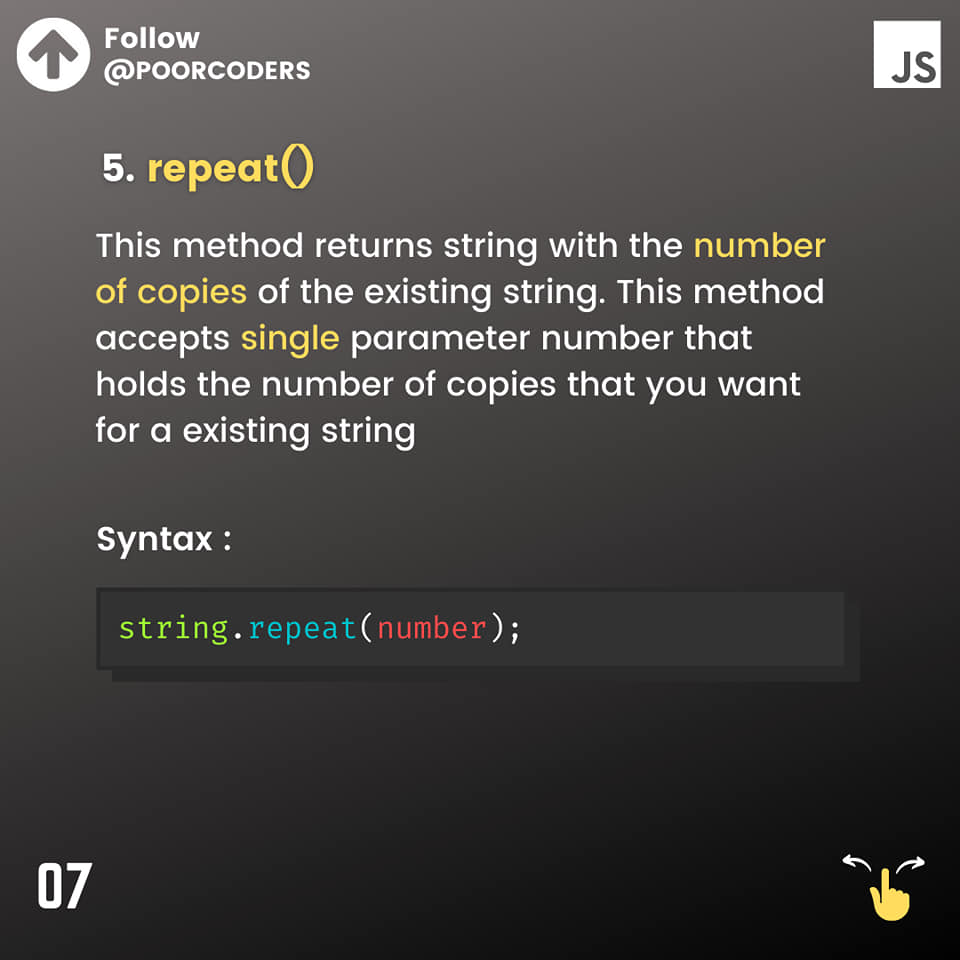 Follow
@POORCODERS
JS
5. repeat()
This method returns string with the number
of copies of the existing string. This method
accepts single parameter number that
holds the number of copies that you want
for a existing string
Syntax :
string.repeat(number);
07